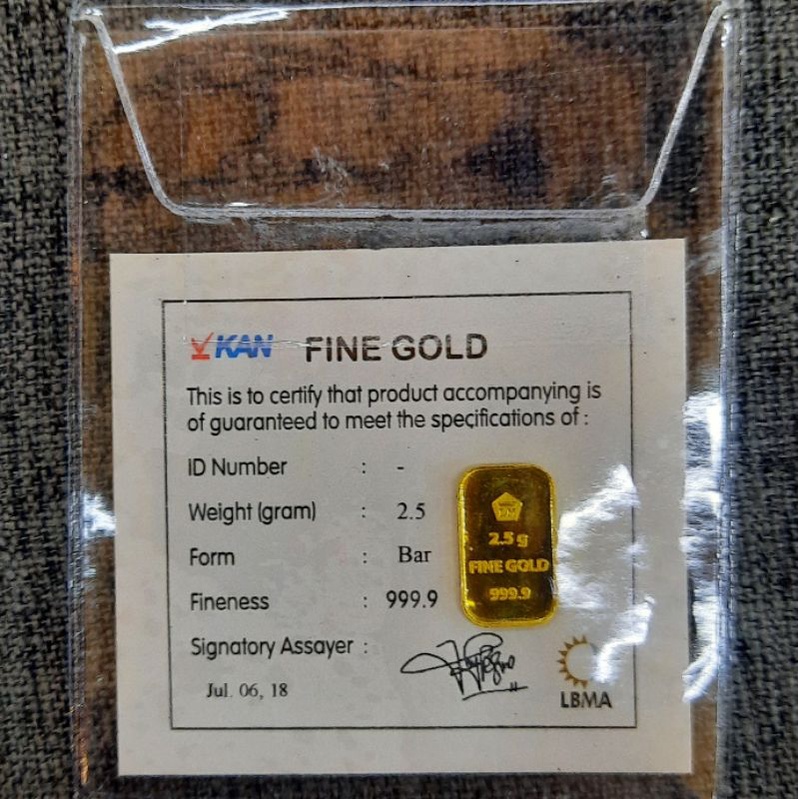 KAN FINE GOLD
This is to certify that product accompanying is
of guaranteed to meet the specifications of :
ID Number : -
Weight (gram) : 2.5
Form : Bar
Fineness : 999.9
Signatory Assayer :
Jul. 06, 18
LBMA
2.5 g
FINE GOLD
999.9